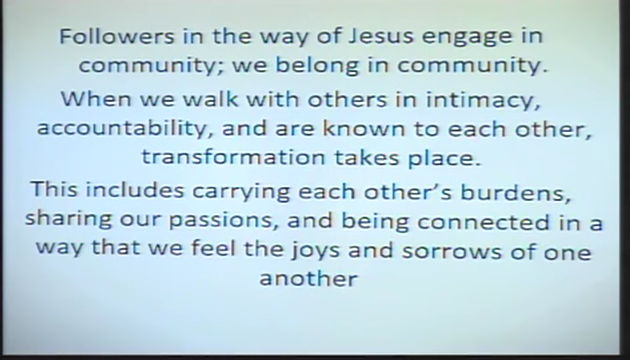 Followers in the way of Jesus engage in
community; we belong in community.
When we walk with others in intimacy,
accountability, and are known to each other,
transformation takes place.
This includes carrying each other's burdens,
sharing our passions, and being connected in a
way that we feel the joys and sorrows of one
another